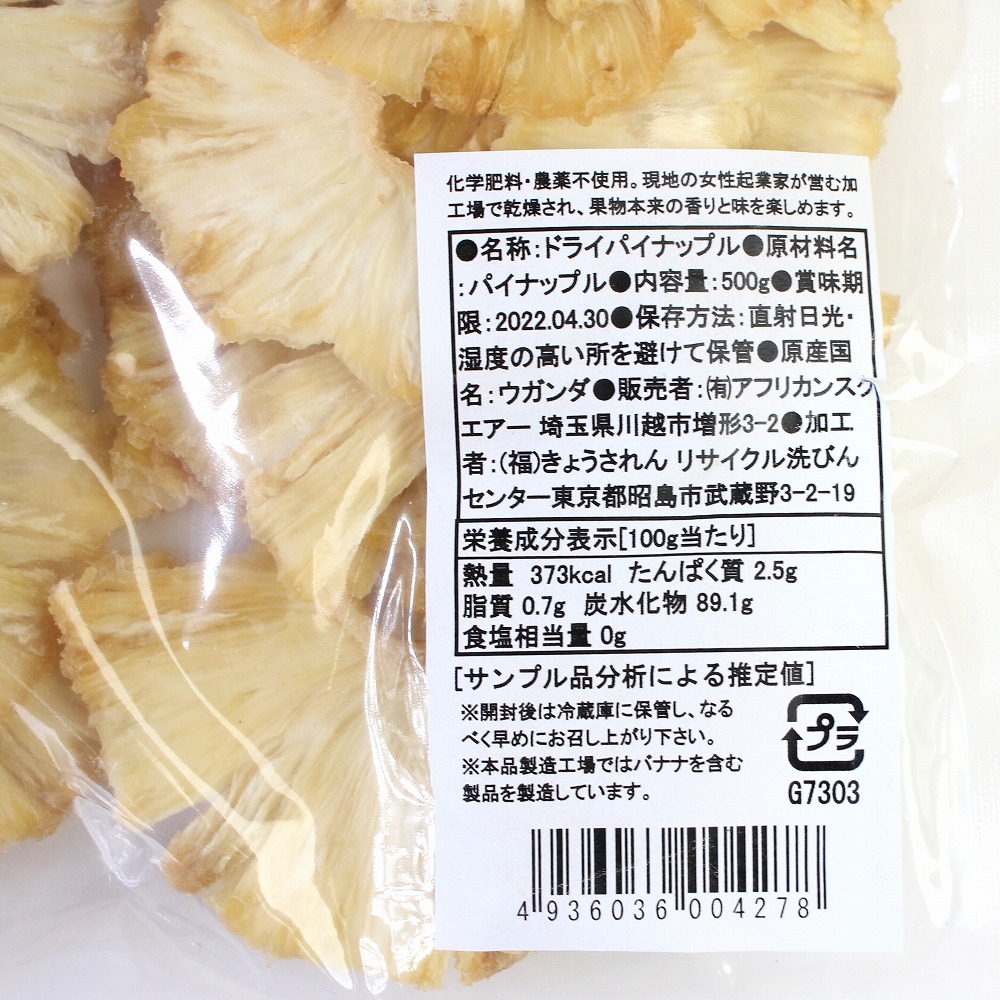 化学肥料・農薬不使用。現地の女性起業家が営む加
工場で乾燥され、果物本来の香りと味を楽しめます。
●名称:ドライパイナップル●原材料名
:パイナップル●内容量:500g●賞味期
限:2022.04.30●保存方法:直射日光・
湿度の高い所を避けて保管●原産国
名:ウガンダ●販売者:㈲アフリカンスク
エアー 埼玉県川越市増形3-2●加工
者:(福)きょうされん リサイクル洗びん
センター東京都昭島市武蔵野3-2-19
栄養成分表示[100g当たり]
熱量 373kcal たんぱく質 2.5g
脂質 0.7g 炭水化物 89.1g
食塩相当量 0g
[サンプル品分析による推定値]
※開封後は冷蔵庫に保管し、なる
べく早めにお召し上がり下さい。
※本品製造工場ではバナナを含む
製品を製造しています。
プラ
G7303
4 936036 004278